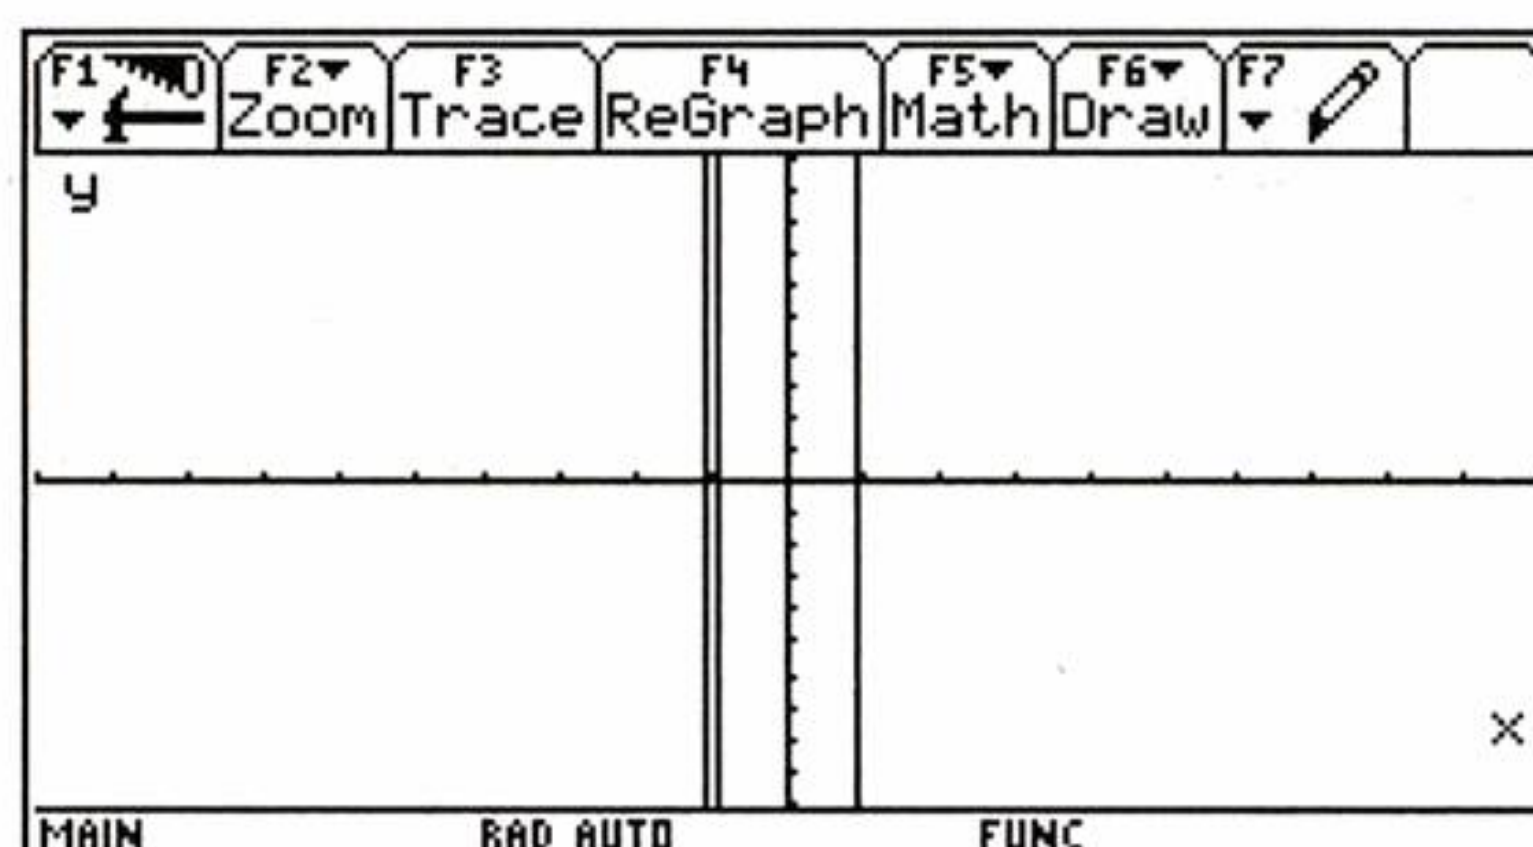 F1 F2 F3 F4 F5 F6 F7
Zoom Trace ReGraph Math Draw
y
x
MAIN RAD AUTO FUNC